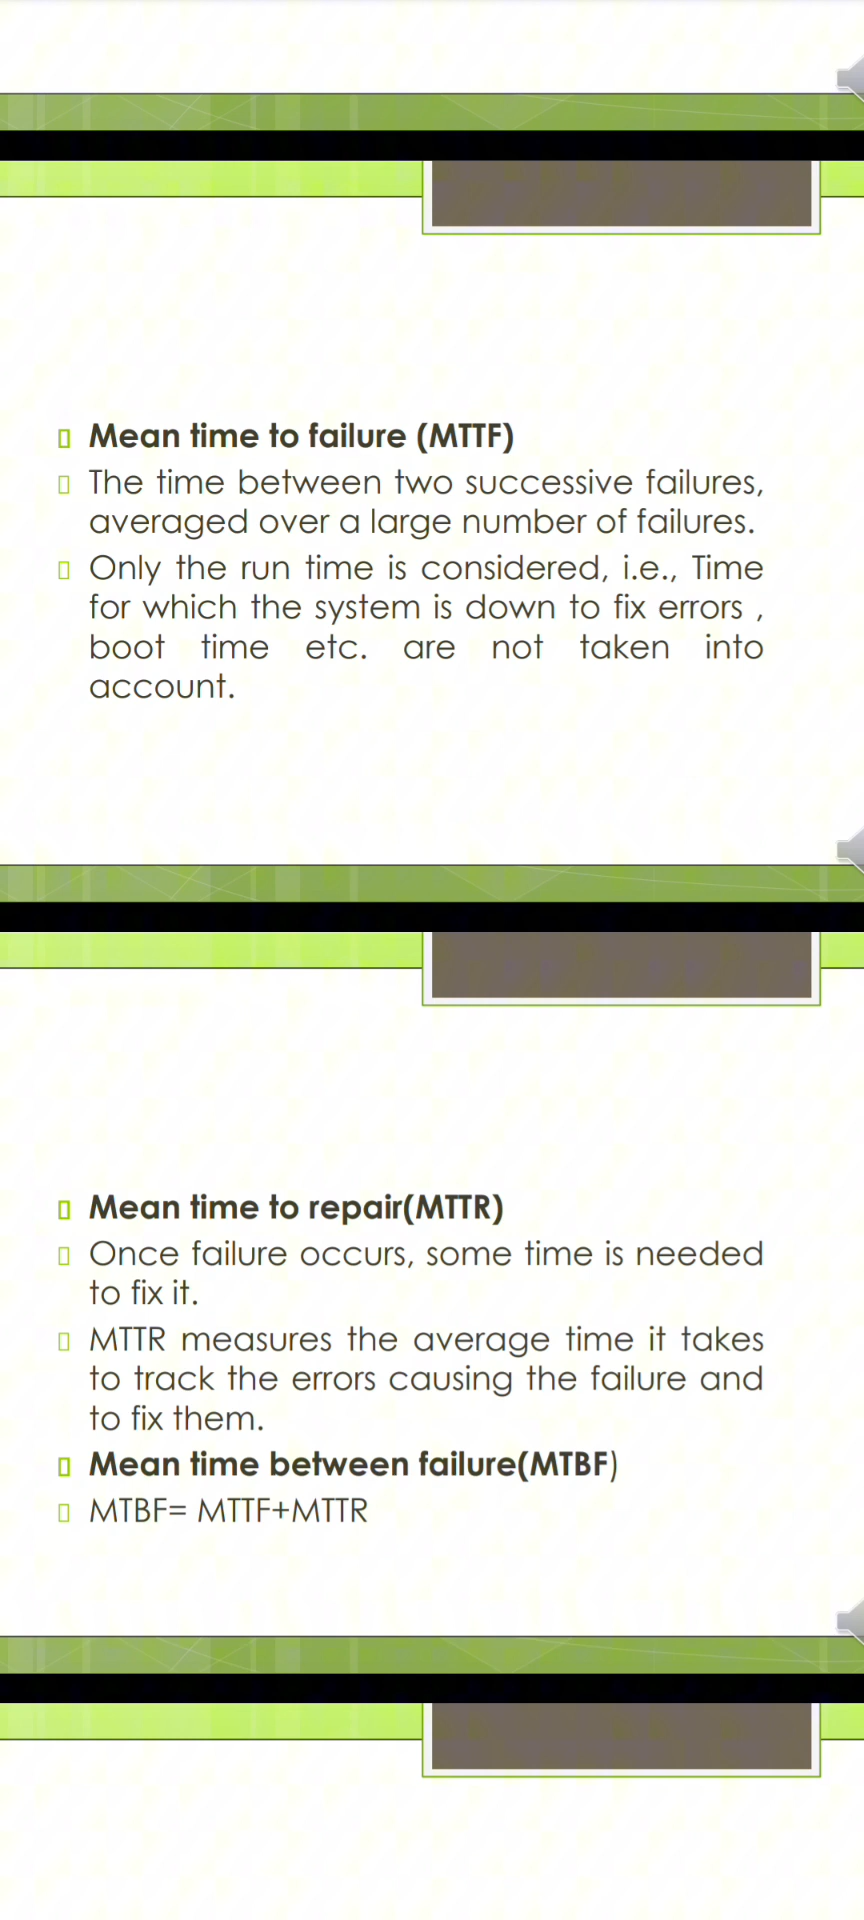 Mean time to failure (MTTF)
The time between two successive failures,
averaged over a large number of failures.
Only the run time is considered, i.e., Time
for which the system is down to fix errors ,
boot time etc. are not taken into
account.
Mean time to repair(MTTR)
Once failure occurs, some time is needed
to fix it.
MTTR measures the average time it takes
to track the errors causing the failure and
to fix them.
Mean time between failure(MTBF)
MTBF= MTTF+MTTR